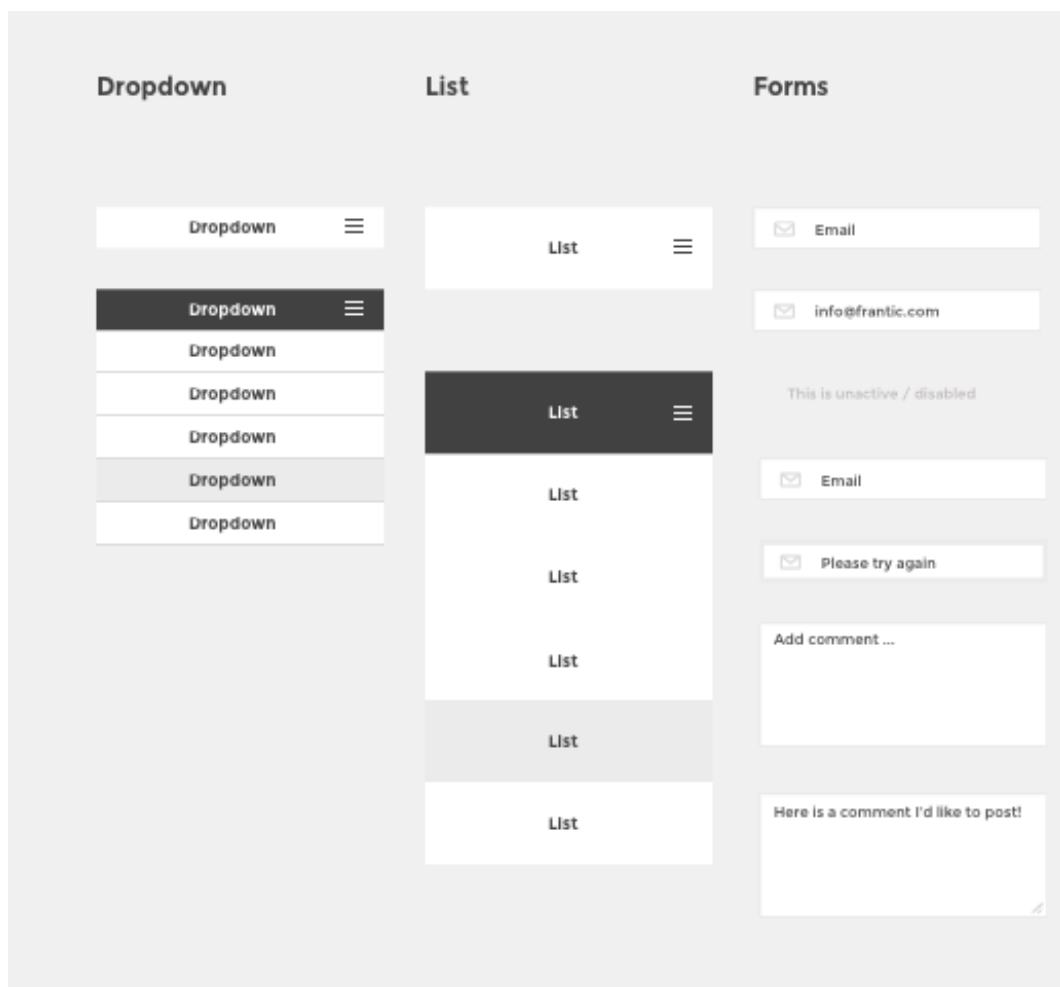 Dropdown
Dropdown
Dropdown
Dropdown
Dropdown
Dropdown
Dropdown
Dropdown
List
List
List
List
List
List
List
List
Forms
Email
info@frantic.com
This is unactive / disabled
Email
Please try again
Add comment ...
Here is a comment I'd like to post!